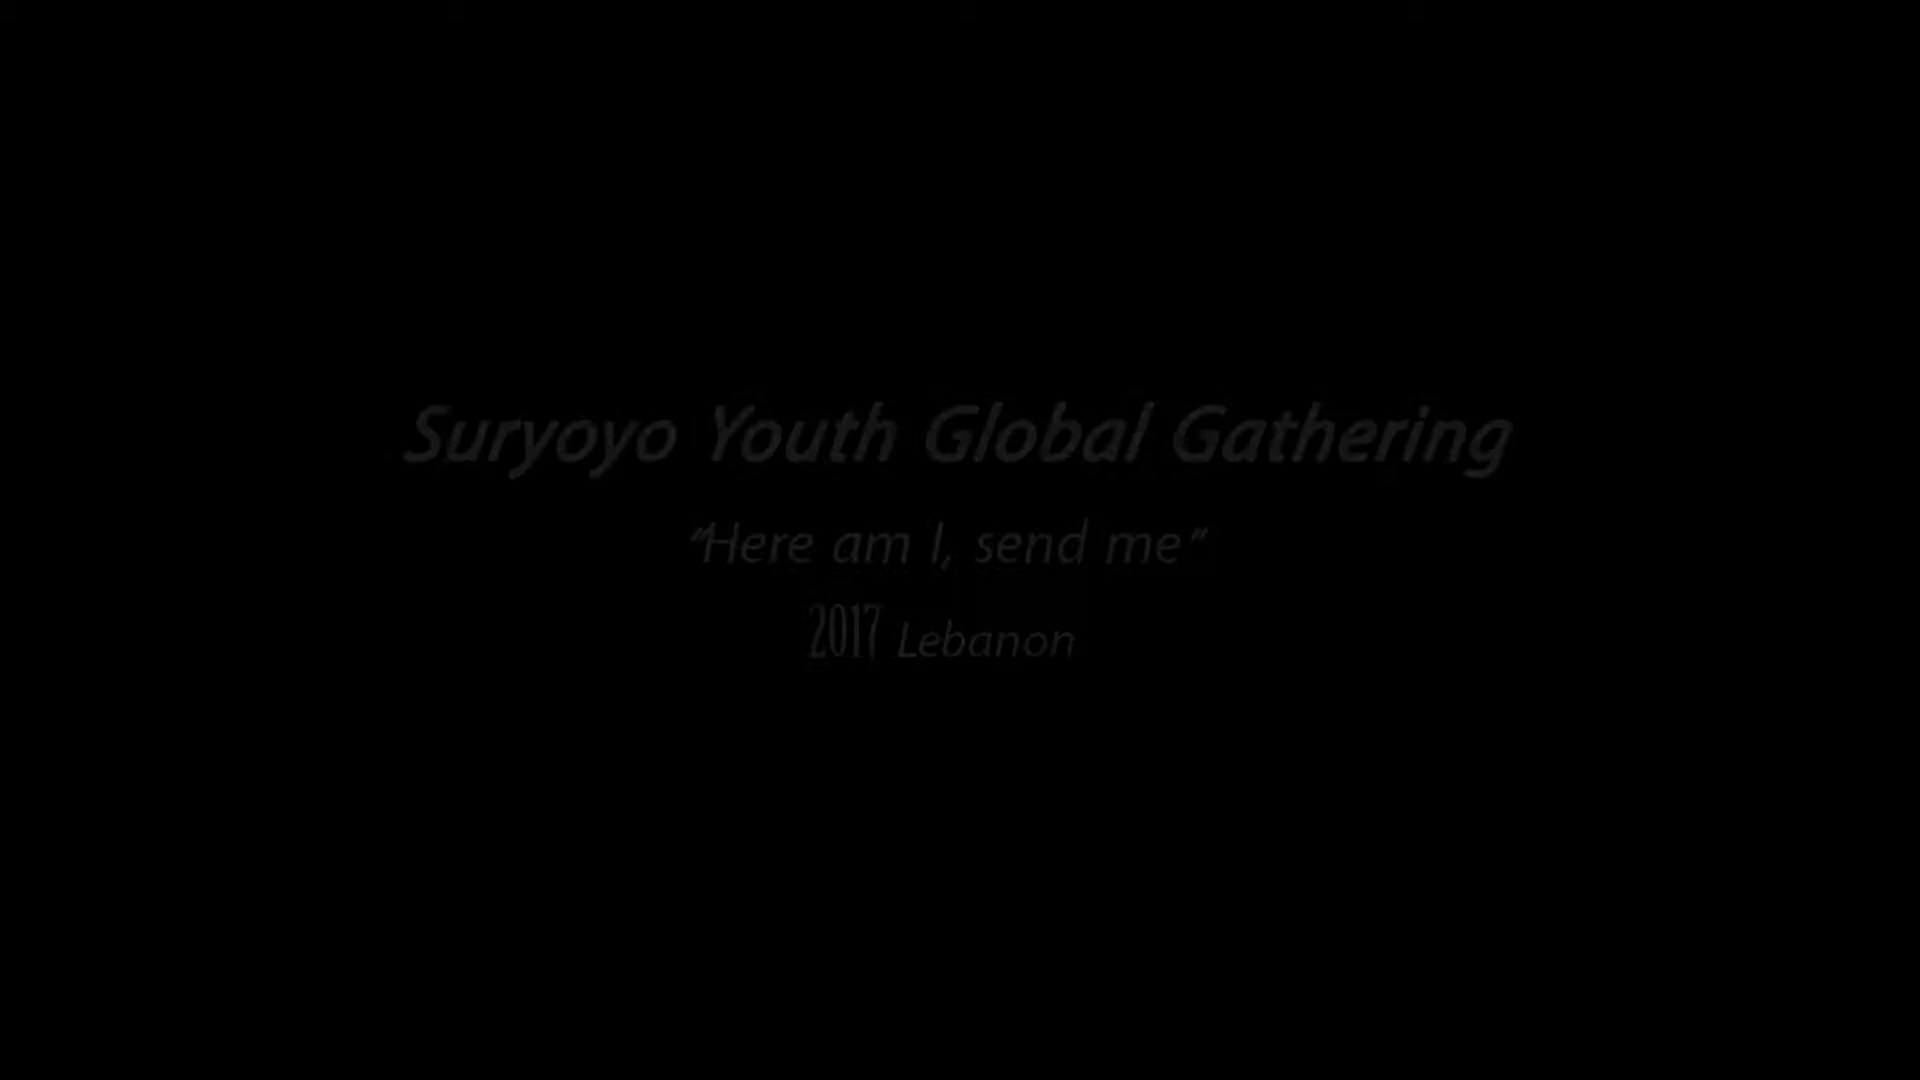 Suryoyo Youth Global Gathering
“Here am I, send me”
2017 Lebanon